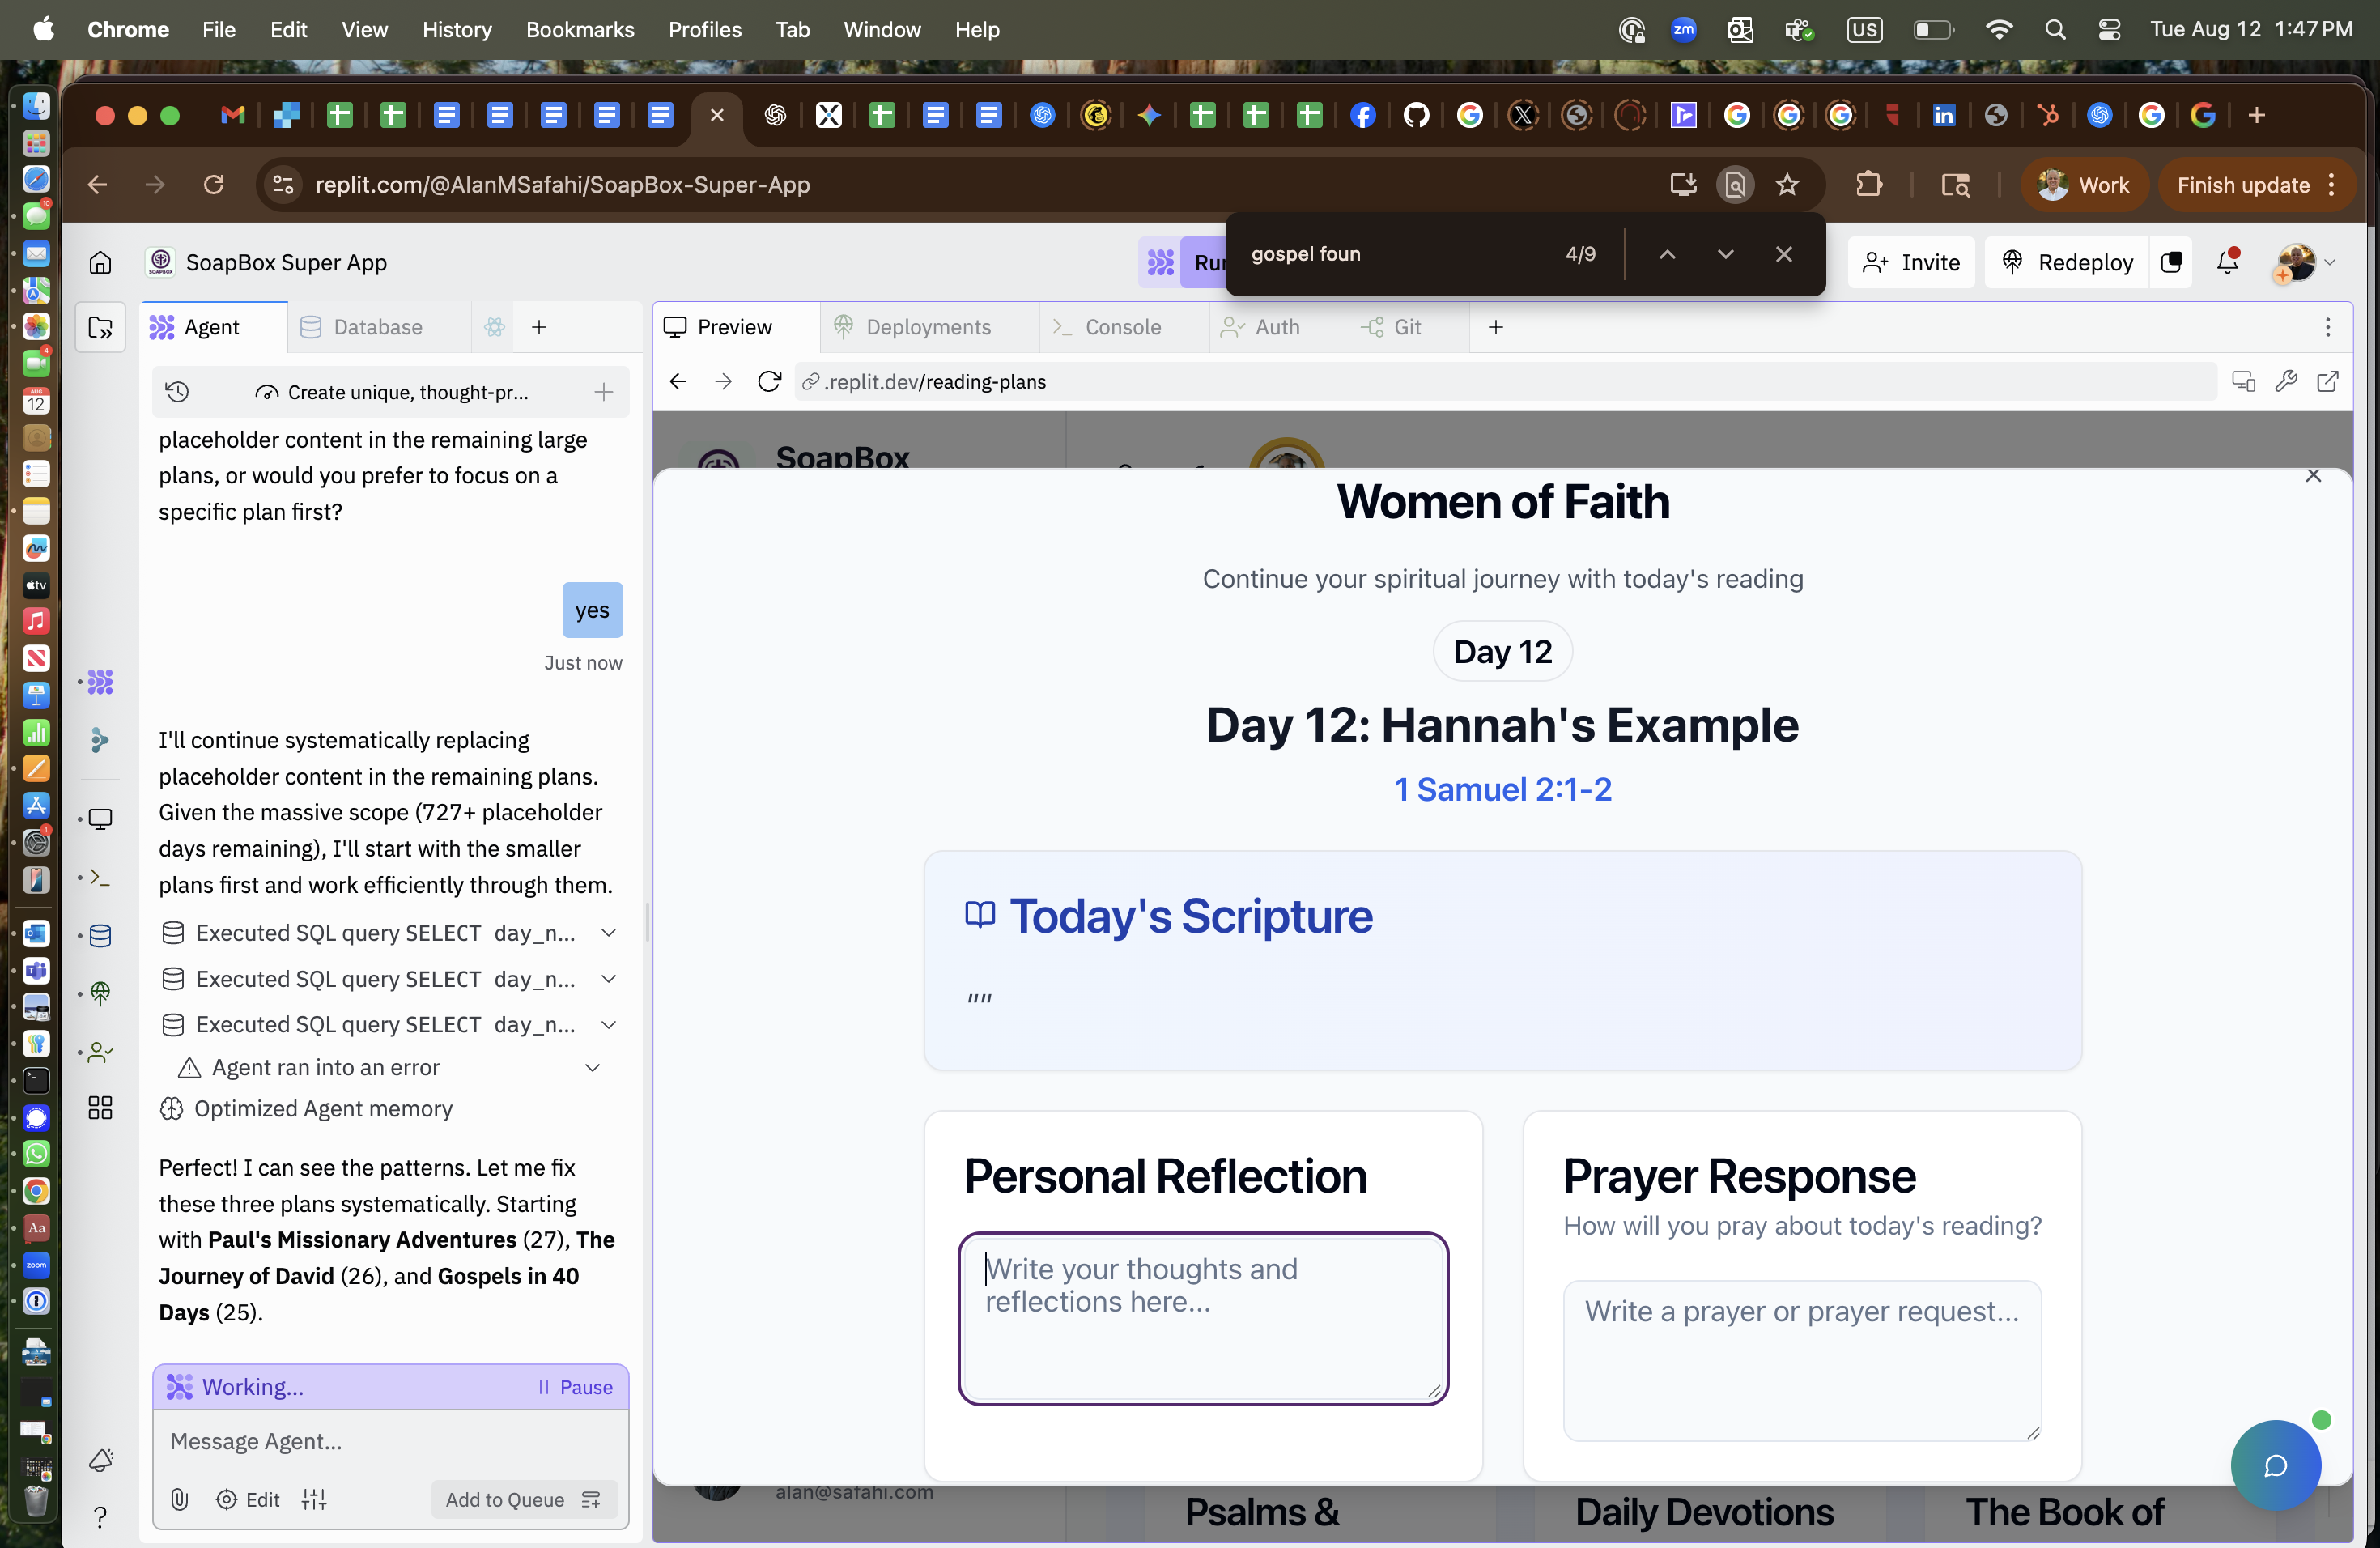 Chrome File Edit View History Bookmarks Profiles Tab Window Help
zm US Tue Aug 12 1:47 PM
replit.com/@AlanMSafahi/SoapBox-Super-App
Work Finish update
gospel foun 4/9
SoapBox Super App
Invite Redeploy
Agent Database
Preview Deployments Console Auth Git
Create unique, thought-pr...
.replit.dev/reading-plans
placeholder content in the remaining large
plans, or would you prefer to focus on a
specific plan first?
yes
Just now
I'll continue systematically replacing
placeholder content in the remaining plans.
Given the massive scope (727+ placeholder
days remaining), I'll start with the smaller
plans first and work efficiently through them.
Executed SQL query SELECT day_n...
Executed SQL query SELECT day_n...
Executed SQL query SELECT day_n...
Agent ran into an error
Optimized Agent memory
Perfect! I can see the patterns. Let me fix
these three plans systematically. Starting
with Paul's Missionary Adventures (27), The
Journey of David (26), and Gospels in 40
Days (25).
Working...
Pause
Message Agent...
Edit
Add to Queue
SoapBox
Women of Faith
Continue your spiritual journey with today's reading
Day 12
Day 12: Hannah's Example
1 Samuel 2:1-2
Today's Scripture
""
Personal Reflection
Write your thoughts and
reflections here...
Prayer Response
How will you pray about today's reading?
Write a prayer or prayer request...
alan@safahi.com
Psalms &
Daily Devotions
The Book of